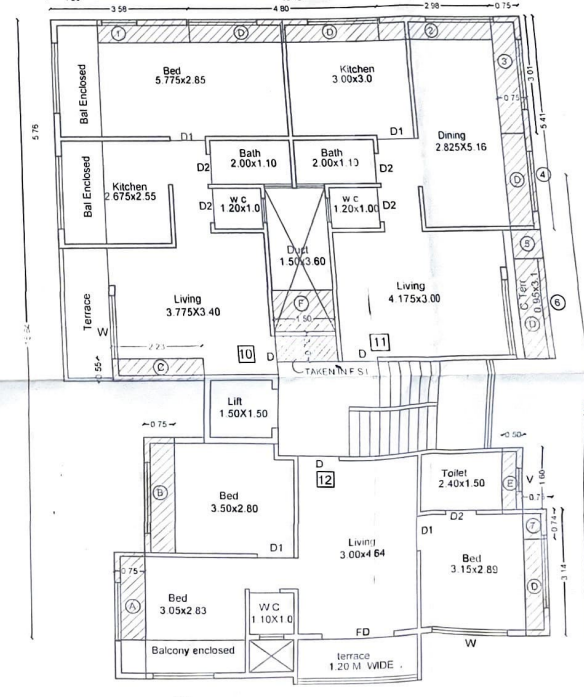 3.58
4.80
2.98
0.75
1
D
D
2
Bal Enclosed
Bed
5.775x2.85
Kitchen
3.00x3.0
3
3.01
0.75
5.41
5.76
D1
D1
Dining
2.825X5.16
Bal Enclosed
Kitchen
2.675x2.55
D2
Bath
2.00x1.10
Bath
2.00x1.10
D2
D
4
D2
WC
1.20x1.0
WC
1.20x1.00
D2
Duct
1.50x3.60
5
Terrace
Living
3.775X3.40
Living
4.175x3.00
C.Terr
0.95x3.1
D
6
F
1.50
W
2.23
10
D
11
D
.55
C
TAKEN IN F.S.I.
Lift
1.50X1.50
0.75
0.50
D
12
Toilet
2.40x1.50
E
V
1.60
0.75
B
Bed
3.50x2.80
D2
7
0.74
D1
Living
3.00x4.64
D1
Bed
3.15x2.89
D
3.14
0.75
A
Bed
3.05x2.83
WC
1.10X1.0
FD
W
Balcony enclosed
terrace
1.20 M WIDE